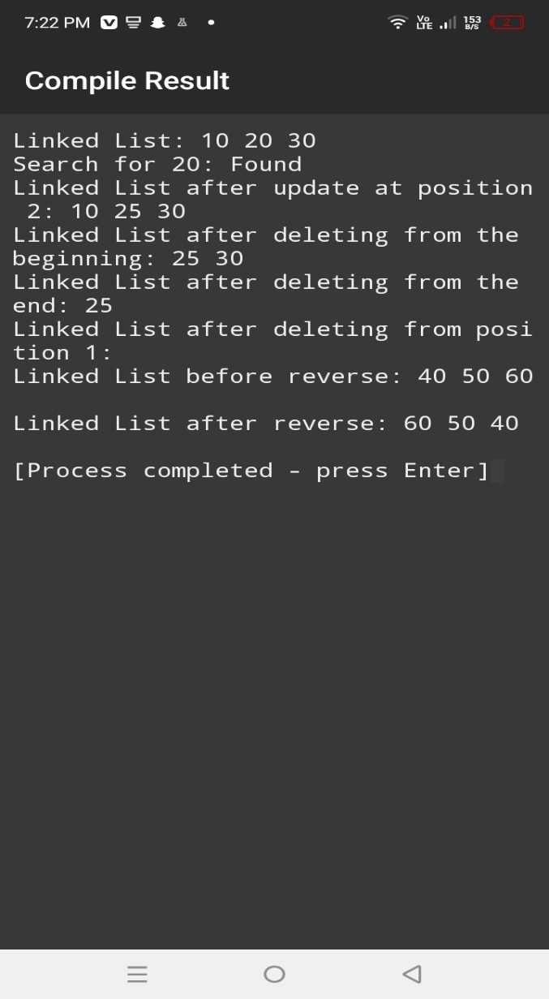 7:22 PM
Vo LTE 153 B/S 2
Compile Result
Linked List: 10 20 30
Search for 20: Found
Linked List after update at position
 2: 10 25 30
Linked List after deleting from the
beginning: 25 30
Linked List after deleting from the
end: 25
Linked List after deleting from posi
tion 1:
Linked List before reverse: 40 50 60
Linked List after reverse: 60 50 40
[Process completed - press Enter]